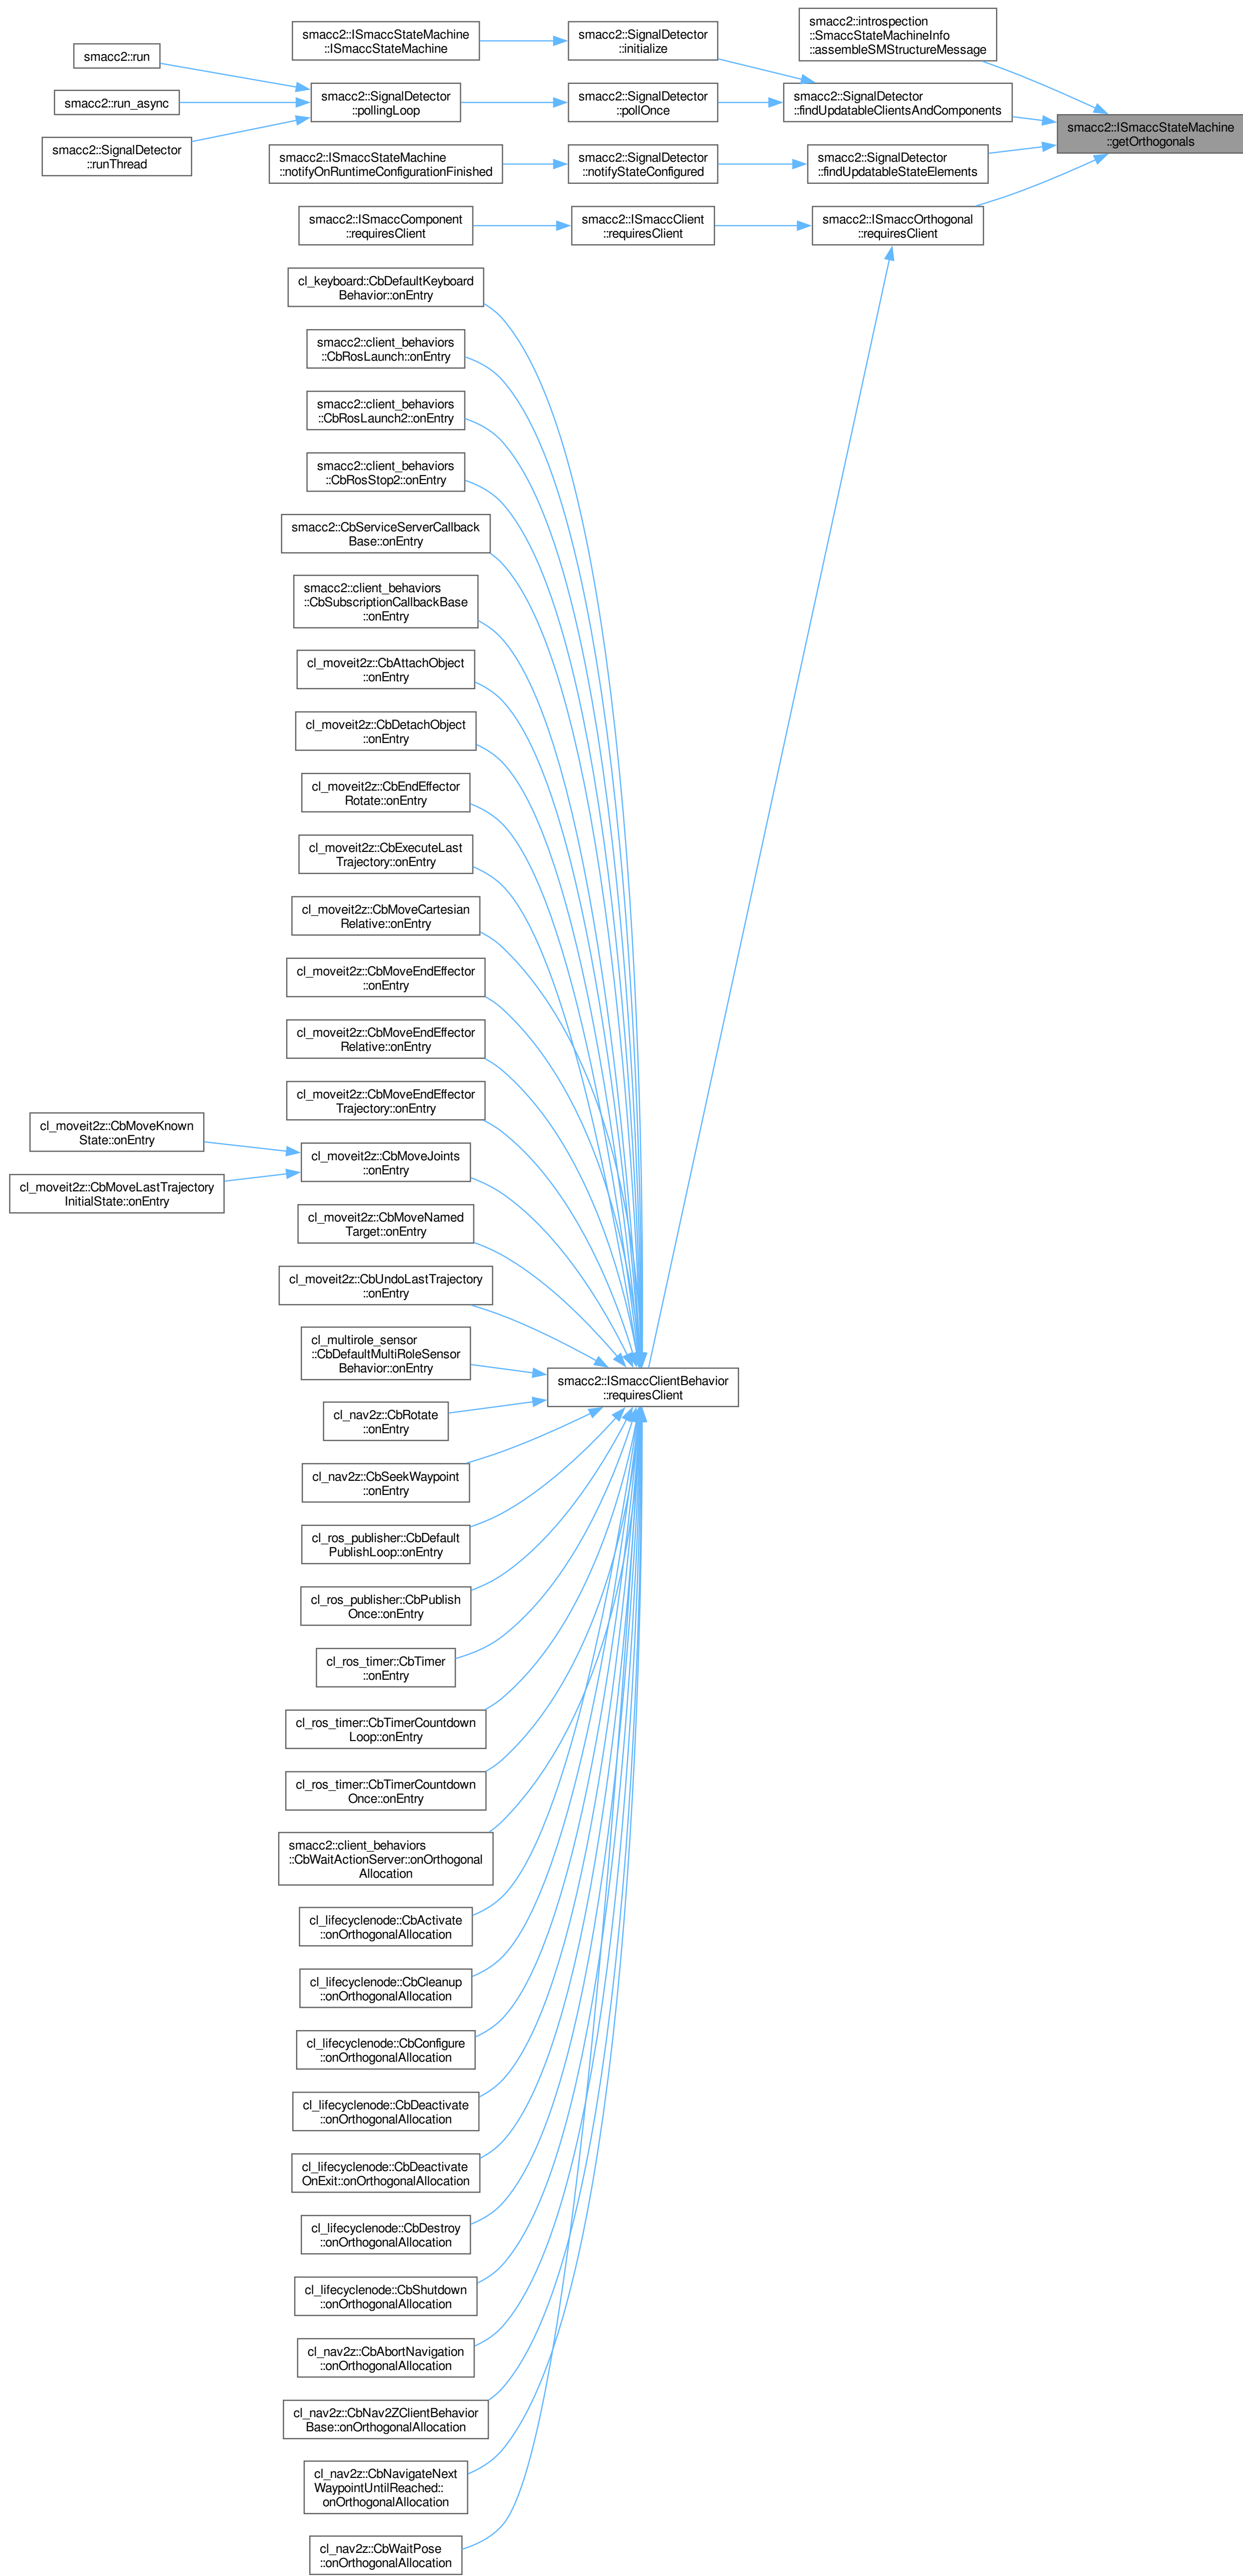 smacc2::introspection
::SmaccStateMachineInfo
::assembleSMStructureMessage
smacc2::ISmaccStateMachine
::ISmaccStateMachine
smacc2::SignalDetector
::initialize
smacc2::run
smacc2::run_async
smacc2::SignalDetector
::runThread
smacc2::SignalDetector
::pollingLoop
smacc2::SignalDetector
::pollOnce
smacc2::SignalDetector
::findUpdatableClientsAndComponents
smacc2::ISmaccStateMachine
::getOrthogonals
smacc2::ISmaccStateMachine
::notifyOnRuntimeConfigurationFinished
smacc2::SignalDetector
::notifyStateConfigured
smacc2::SignalDetector
::findUpdatableStateElements
smacc2::ISmaccComponent
::requiresClient
smacc2::ISmaccClient
::requiresClient
smacc2::ISmaccOrthogonal
::requiresClient
cl_keyboard::CbDefaultKeyboard
Behavior::onEntry
smacc2::client_behaviors
::CbRosLaunch::onEntry
smacc2::client_behaviors
::CbRosLaunch2::onEntry
smacc2::client_behaviors
::CbRosStop2::onEntry
smacc2::CbServiceServerCallback
Base::onEntry
smacc2::client_behaviors
::CbSubscriptionCallbackBase
::onEntry
cl_moveit2z::CbAttachObject
::onEntry
cl_moveit2z::CbDetachObject
::onEntry
cl_moveit2z::CbEndEffector
Rotate::onEntry
cl_moveit2z::CbExecuteLast
Trajectory::onEntry
cl_moveit2z::CbMoveCartesian
Relative::onEntry
cl_moveit2z::CbMoveEndEffector
::onEntry
cl_moveit2z::CbMoveEndEffector
Relative::onEntry
cl_moveit2z::CbMoveEndEffector
Trajectory::onEntry
cl_moveit2z::CbMoveKnown
State::onEntry
cl_moveit2z::CbMoveLastTrajectory
InitialState::onEntry
cl_moveit2z::CbMoveJoints
::onEntry
cl_moveit2z::CbMoveNamed
Target::onEntry
cl_moveit2z::CbUndoLastTrajectory
::onEntry
cl_multirole_sensor
::CbDefaultMultiRoleSensor
Behavior::onEntry
smacc2::ISmaccClientBehavior
::requiresClient
cl_nav2z::CbRotate
::onEntry
cl_nav2z::CbSeekWaypoint
::onEntry
cl_ros_publisher::CbDefault
PublishLoop::onEntry
cl_ros_publisher::CbPublish
Once::onEntry
cl_ros_timer::CbTimer
::onEntry
cl_ros_timer::CbTimerCountdown
Loop::onEntry
cl_ros_timer::CbTimerCountdown
Once::onEntry
smacc2::client_behaviors
::CbWaitActionServer::onOrthogonal
Allocation
cl_lifecyclenode::CbActivate
::onOrthogonalAllocation
cl_lifecyclenode::CbCleanup
::onOrthogonalAllocation
cl_lifecyclenode::CbConfigure
::onOrthogonalAllocation
cl_lifecyclenode::CbDeactivate
::onOrthogonalAllocation
cl_lifecyclenode::CbDeactivate
OnExit::onOrthogonalAllocation
cl_lifecyclenode::CbDestroy
::onOrthogonalAllocation
cl_lifecyclenode::CbShutdown
::onOrthogonalAllocation
cl_nav2z::CbAbortNavigation
::onOrthogonalAllocation
cl_nav2z::CbNav2ZClientBehavior
Base::onOrthogonalAllocation
cl_nav2z::CbNavigateNext
WaypointUntilReached::
onOrthogonalAllocation
cl_nav2z::CbWaitPose
::onOrthogonalAllocation